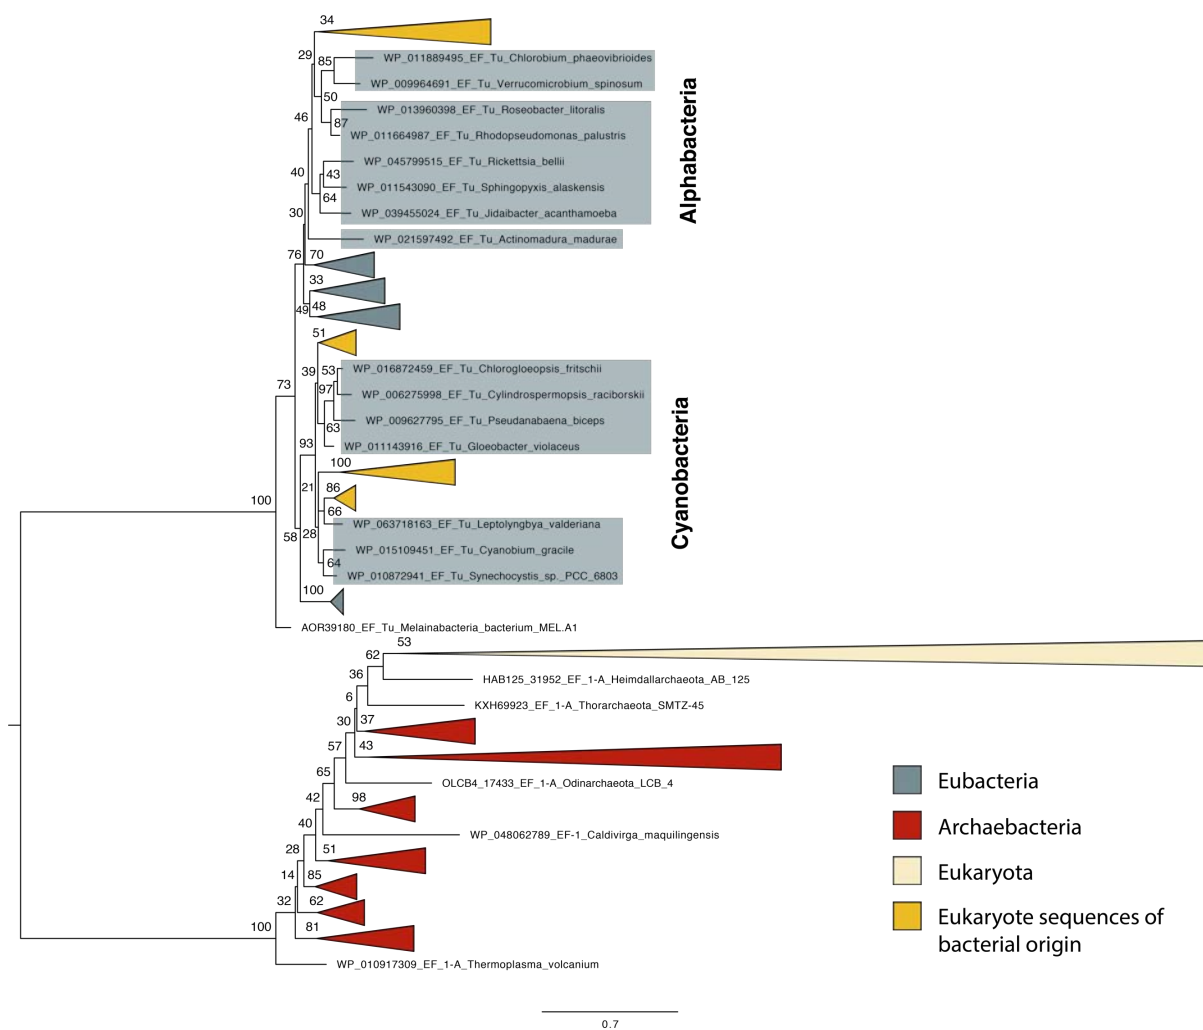 34
29
85
WP_011889495_EF_Tu_Chlorobium_phaeovibrioides
WP_009964691_EF_Tu_Verrucomicrobium_spinosum
50
WP_013960398_EF_Tu_Roseobacter_litoralis
46
87
WP_011664987_EF_Tu_Rhodopseudomonas_palustris
WP_045799515_EF_Tu_Rickettsia_bellii
40
43
WP_011543090_EF_Tu_Sphingopyxis_alaskensis
64
30
WP_039455024_EF_Tu_Jidaibacter_acanthamoeba
WP_021597492_EF_Tu_Actinomadura_madurae
Alphabacteria
76
70
33
49
48
51
39
53
WP_016872459_EF_Tu_Chlorogloeopsis_fritschii
73
97
WP_006275998_EF_Tu_Cylindrospermopsis_raciborskii
WP_009627795_EF_Tu_Pseudanabaena_biceps
63
93
WP_011143916_EF_Tu_Gloeobacter_violaceus
100
Cyanobacteria
21
86
100
66
WP_063718163_EF_Tu_Leptolyngbya_valderiana
58
28
WP_015109451_EF_Tu_Cyanobium_gracile
64
WP_010872941_EF_Tu_Synechocystis_sp._PCC_6803
100
AOR39180_EF_Tu_Melainabacteria_bacterium_MEL.A1
53
62
36
HAB125_31952_EF_1-A_Heimdallarchaeota_AB_125
6
KXH69923_EF_1-A_Thorarchaeota_SMTZ-45
30
37
57
43
65
OLCB4_17433_EF_1-A_Odinarchaeota_LCB_4
42
98
40
WP_048062789_EF-1_Caldivirga_maquilingensis
28
51
14
85
32
62
100
81
WP_010917309_EF_1-A_Thermoplasma_volcanium
Eubacteria
Archaebacteria
Eukaryota
Eukaryote sequences of
bacterial origin
0.7